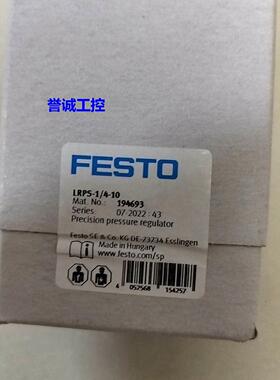 誉诚工控
FESTO
LRPS-1/4-10
Mat. No.: 194693
Series: 07-2022:43
Precision pressure regulator
Festo SE & Co. KG DE-73734 Esslingen
Made in Hungary
www.festo.com/sp
4 052568 154257